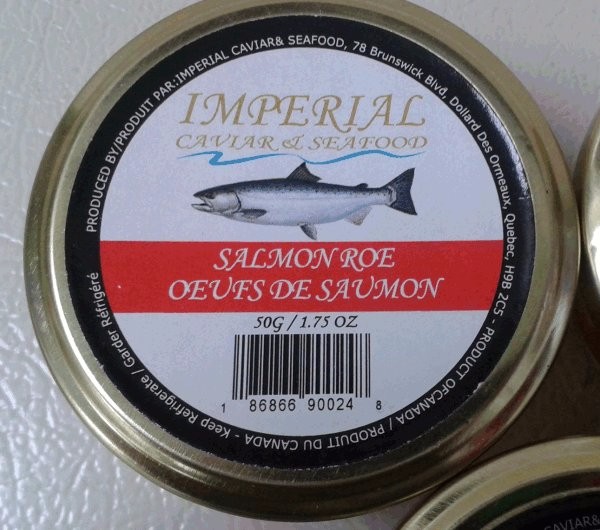 PRODUCED BY/PRODUIT PAR:IMPERIAL CAVIAR& SEAFOOD, 78 Brunswick Blvd, Dollard Des Ormeaux, Quebec, H9B 2C5 - PRODUCT OFCANADA / PRODUIT DU CANADA - Keep Refrigerate / Garder Réfrigéré
IMPERIAL
CAVIAR & SEAFOOD
SALMON ROE
OEUFS DE SAUMON
50G / 1.75 OZ
1 86866 90024 8
CAVIAR&